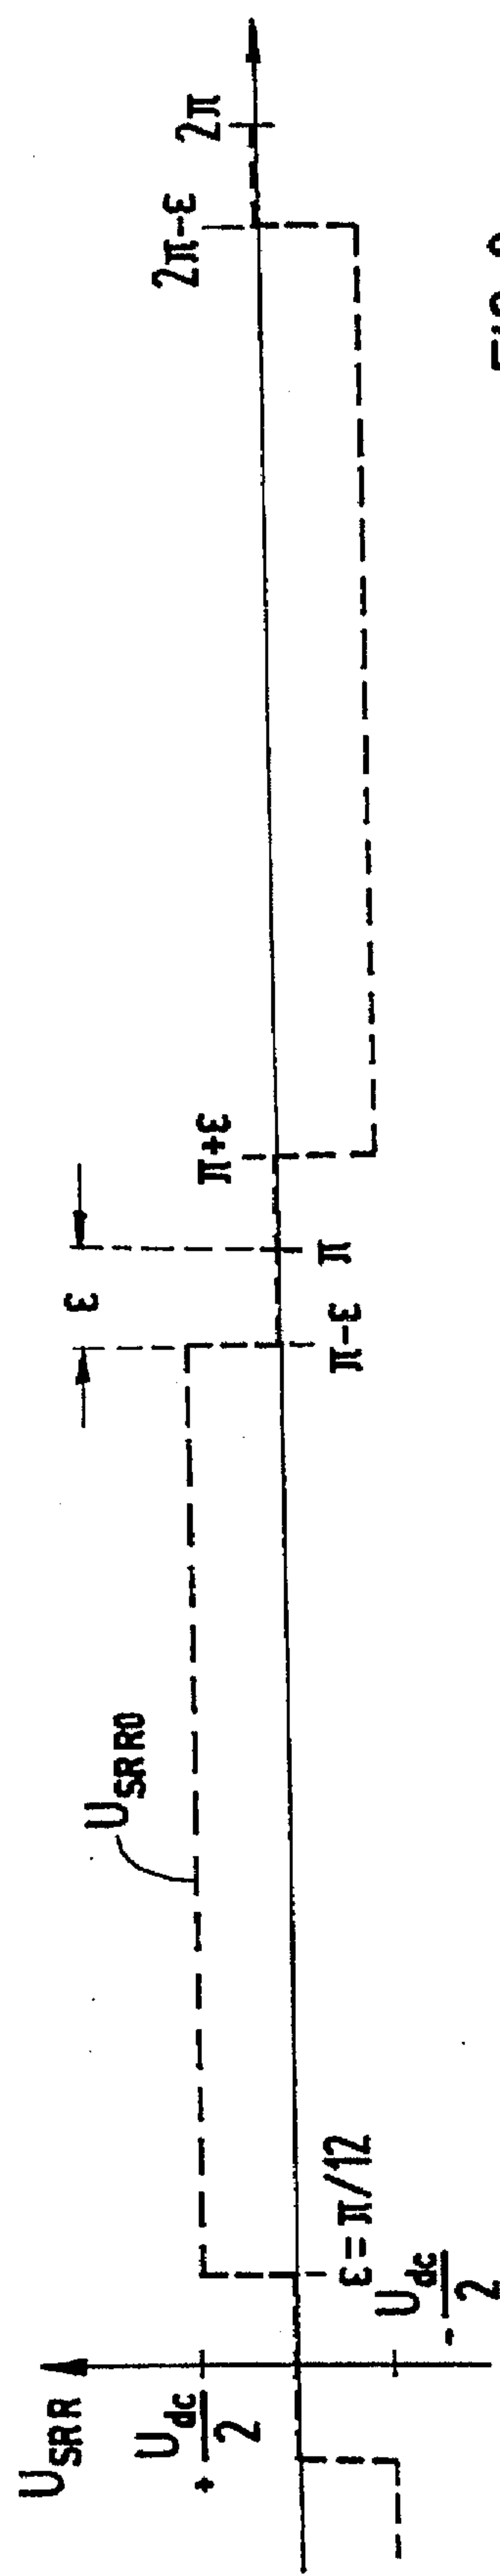 U_SRR
+ U_dc/2
- U_dc/2
ε = π/12
U_SRR0
ε
π-ε
π
π+ε
2π-ε
2π